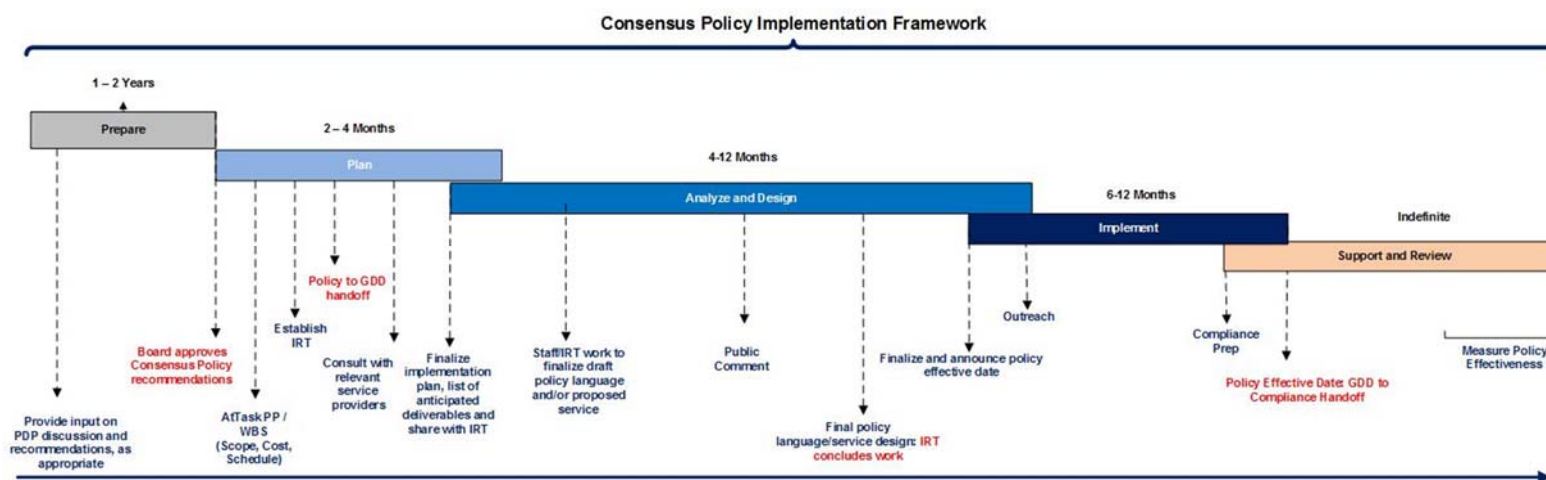 Consensus Policy Implementation Framework
1 – 2 Years
Prepare
2 – 4 Months
Plan
4-12 Months
Analyze and Design
6-12 Months
Implement
Indefinite
Support and Review
Provide input on
PDP discussion and
recommendations, as
appropriate
Board approves
Consensus Policy
recommendations
AtTask PP /
WBS
(Scope, Cost,
Schedule)
Establish
IRT
Policy to GDD
handoff
Consult with
relevant
service
providers
Finalize
implementation
plan, list of
anticipated
deliverables and
share with IRT
Staff/IRT work to
finalize draft
policy language
and/or proposed
service
Public
Comment
Final policy
language/service design: IRT
concludes work
Finalize and announce policy
effective date
Outreach
Compliance
Prep
Policy Effective Date: GDD to
Compliance Handoff
Measure Policy
Effectiveness